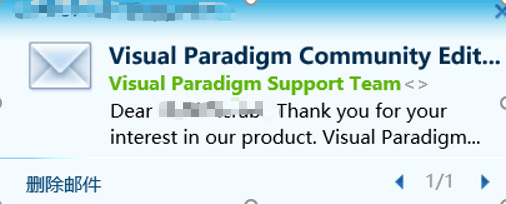 Visual Paradigm Community Edit...
Visual Paradigm Support Team<>
Dear Thank you for your
interest in our product. Visual Paradigm...
删除邮件
1/1